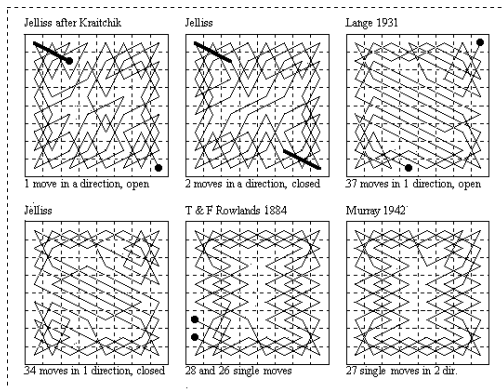 Jelliss after Kraitchik
Jelliss
Lange 1931
1 move in a direction, open
2 moves in a direction, closed
37 moves in 1 direction, open
Jelliss
T & F Rowlands 1884
Murray 1942
34 moves in 1 direction, closed
28 and 26 single moves
27 single moves in 2 dir.